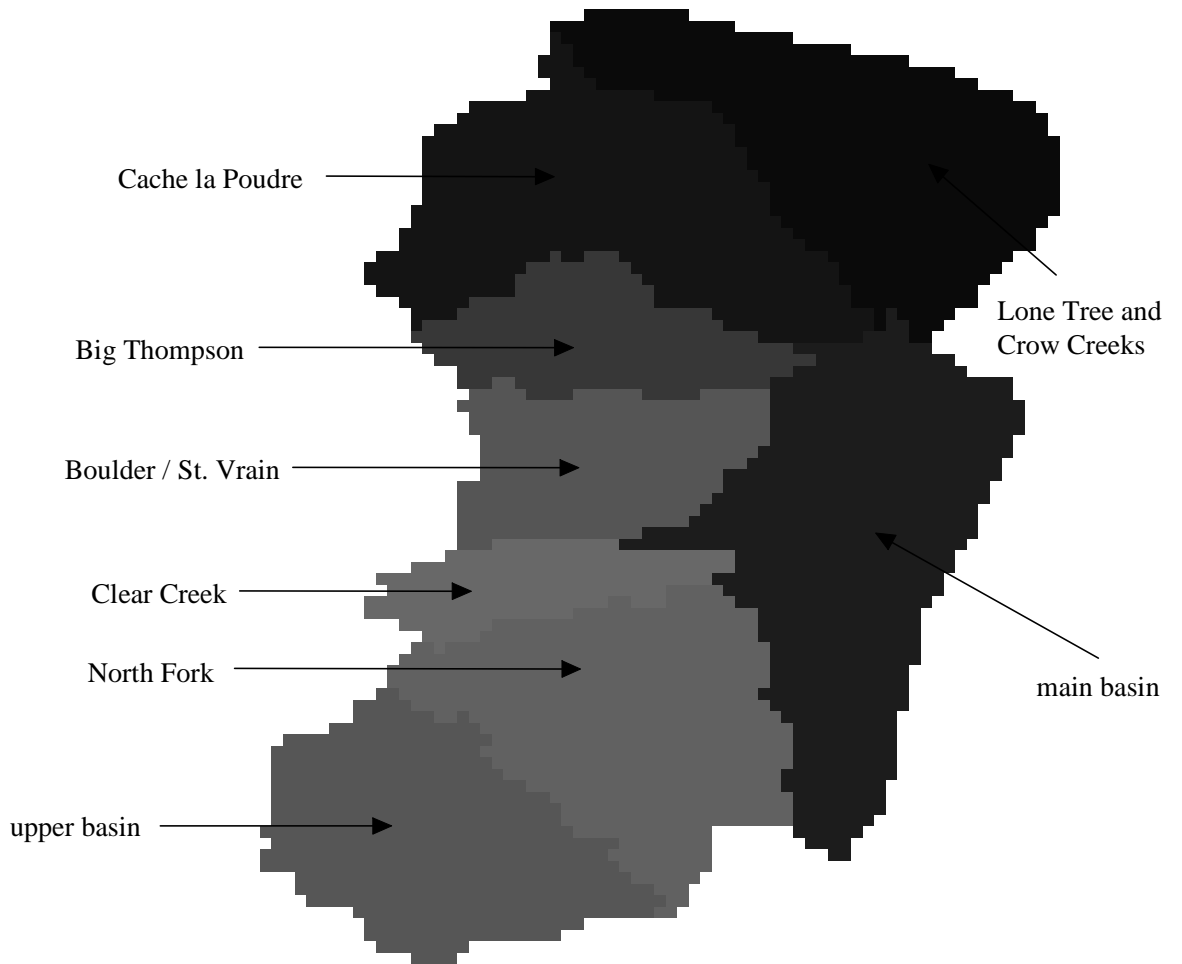 Cache la Poudre
Lone Tree and
Crow Creeks
Big Thompson
Boulder / St. Vrain
Clear Creek
North Fork
main basin
upper basin